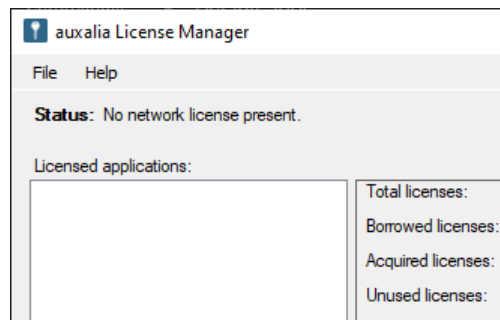 auxalia License Manager
File Help
Status: No network license present.
Licensed applications:
Total licenses:
Borrowed licenses:
Acquired licenses:
Unused licenses: